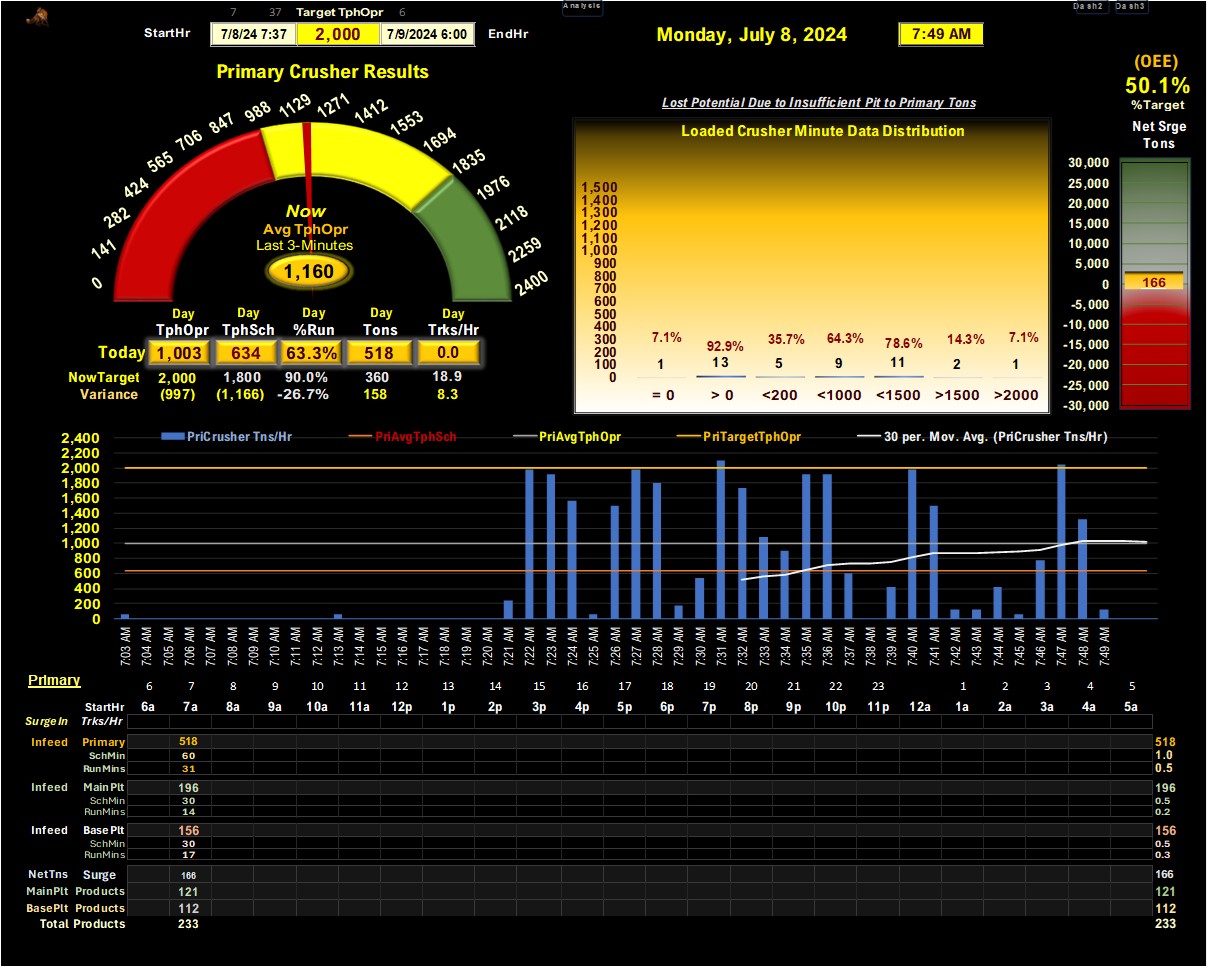 7 37 Target TphOpr 6
Analysis
Dash2 Dash3
StartHr 7/8/24 7:37 2,000 7/9/2024 6:00 EndHr
Monday, July 8, 2024
7:49 AM
(OEE)
50.1%
%Target
Net Srge
Tons
Primary Crusher Results
0 141 282 424 565 706 847 988 1129 1271 1412 1553 1694 1835 1976 2118 2259 2400
Now
Avg TphOpr
Last 3-Minutes
1,160
Day Day Day Day Day
TphOpr TphSch %Run Tons Trks/Hr
Today 1,003 634 63.3% 518 0.0
NowTarget 2,000 1,800 90.0% 360 18.9
Variance (997) (1,166) -26.7% 158 8.3
Lost Potential Due to Insufficient Pit to Primary Tons
Loaded Crusher Minute Data Distribution
1,500
1,400
1,300
1,200
1,100
1,000
900
800
700
600
500
400
300
200
100
0
7.1% 92.9% 35.7% 64.3% 78.6% 14.3% 7.1%
1 13 5 9 11 2 1
= 0 > 0 <200 <1000 <1500 >1500 >2000
30,000
25,000
20,000
15,000
10,000
5,000
0
-5,000
-10,000
-15,000
-20,000
-25,000
-30,000
166
PriCrusher Tns/Hr PriAvgTphSch PriAvgTphOpr PriTargetTphOpr 30 per. Mov. Avg. (PriCrusher Tns/Hr)
2,400
2,200
2,000
1,800
1,600
1,400
1,200
1,000
800
600
400
200
0
7:03 AM 7:04 AM 7:05 AM 7:06 AM 7:07 AM 7:08 AM 7:09 AM 7:10 AM 7:11 AM 7:12 AM 7:13 AM 7:14 AM 7:15 AM 7:16 AM 7:17 AM 7:18 AM 7:19 AM 7:20 AM 7:21 AM 7:22 AM 7:23 AM 7:24 AM 7:25 AM 7:26 AM 7:27 AM 7:28 AM 7:29 AM 7:30 AM 7:31 AM 7:32 AM 7:33 AM 7:34 AM 7:35 AM 7:36 AM 7:37 AM 7:38 AM 7:39 AM 7:40 AM 7:41 AM 7:42 AM 7:43 AM 7:44 AM 7:45 AM 7:46 AM 7:47 AM 7:48 AM 7:49 AM
Primary
6 7 8 9 10 11 12 13 14 15 16 17 18 19 20 21 22 23 1 2 3 4 5
StartHr 6a 7a 8a 9a 10a 11a 12p 1p 2p 3p 4p 5p 6p 7p 8p 9p 10p 11p 12a 1a 2a 3a 4a 5a
SurgeIn Trks/Hr
Infeed Primary 518 518
SchMin 60 1.0
RunMins 31 0.5
Infeed MainPlt 196 196
SchMin 30 0.5
RunMins 14 0.2
Infeed BasePlt 156 156
SchMin 30 0.5
RunMins 17 0.3
NetTns Surge 166 166
MainPlt Products 121 121
BasePlt Products 112 112
Total Products 233 233